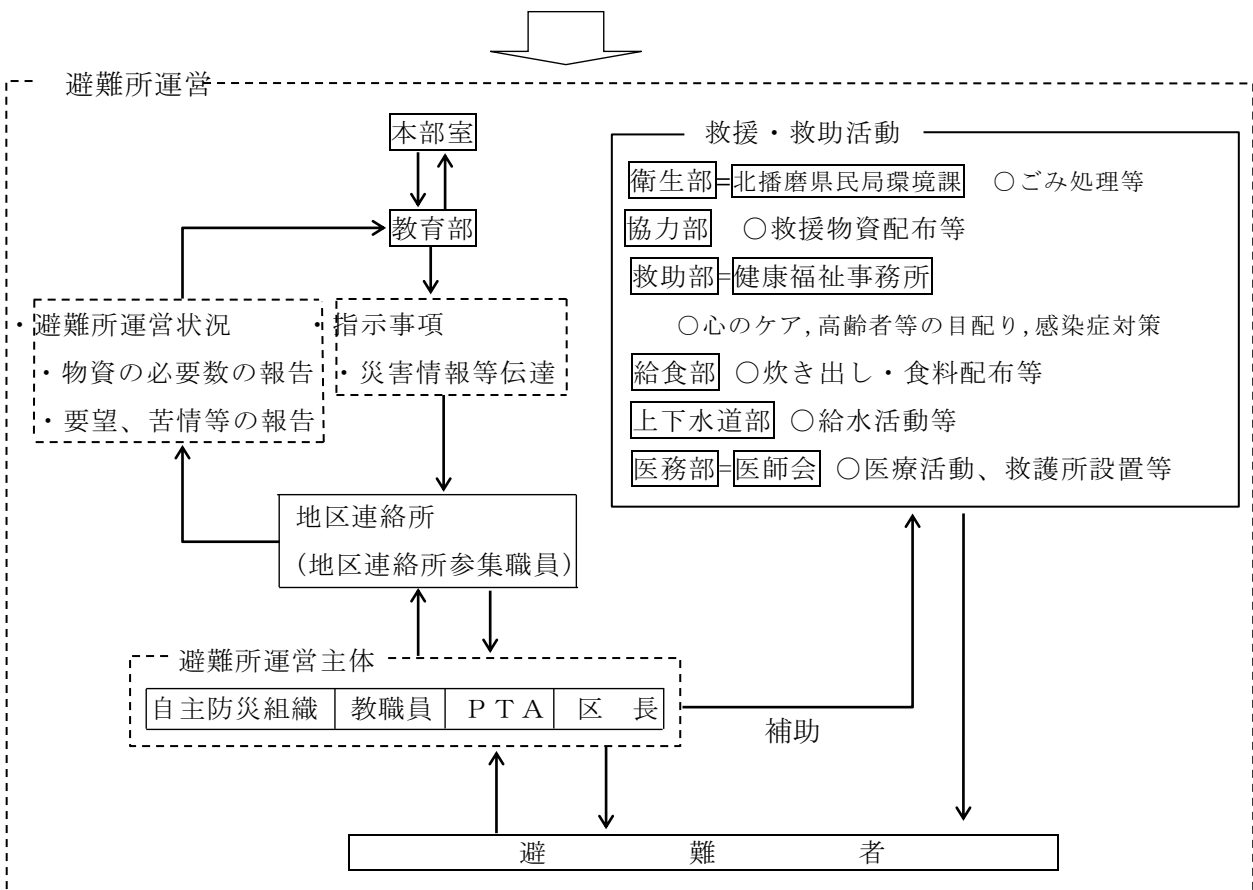 避難所運営
本部室
教育部
・避難所運営状況
・物資の必要数の報告
・要望、苦情等の報告
・指示事項
・災害情報等伝達
地区連絡所
(地区連絡所参集職員)
避難所運営主体
自主防災組織 教職員 ＰＴＡ 区　長
補助
救援・救助活動
衛生部=北播磨県民局環境課 ○ごみ処理等
協力部 ○救援物資配布等
救助部=健康福祉事務所
○心のケア,高齢者等の目配り,感染症対策
給食部 ○炊き出し・食料配布等
上下水道部 ○給水活動等
医務部=医師会 ○医療活動、救護所設置等
避　難　者